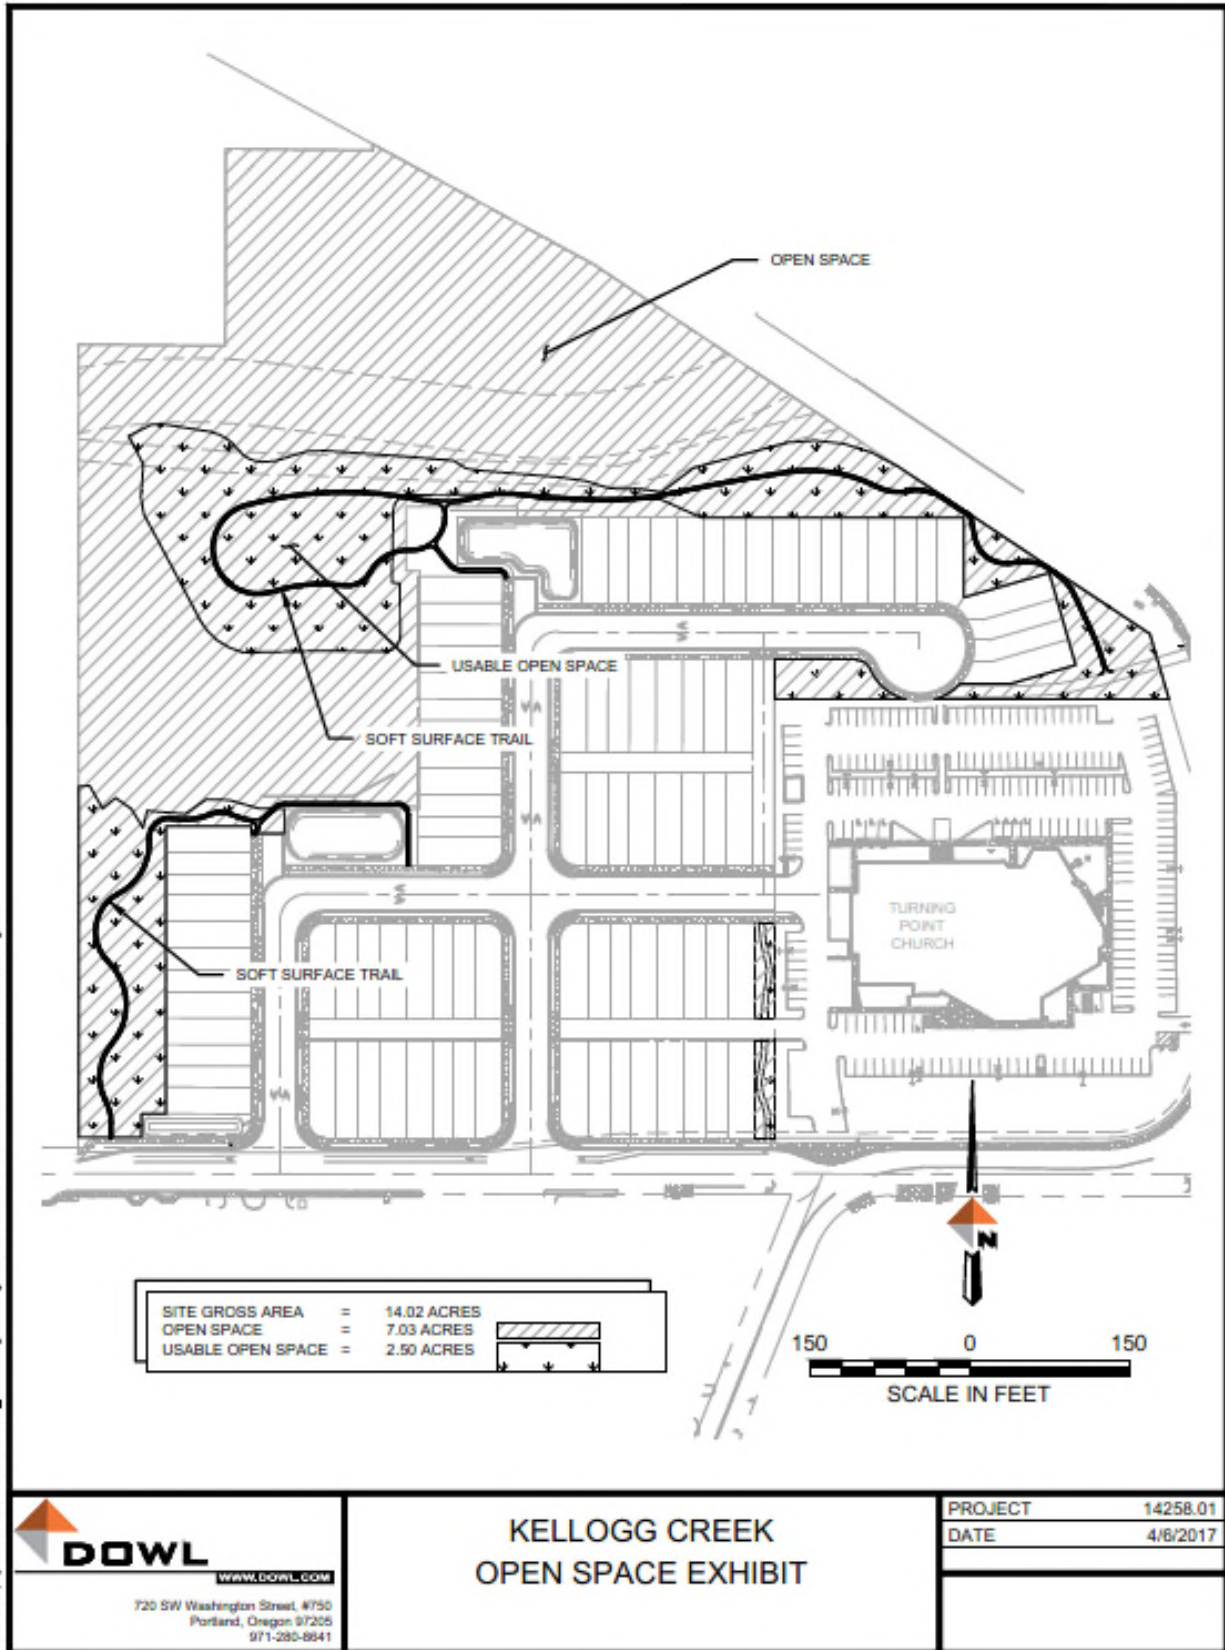 OPEN SPACE
USABLE OPEN SPACE
SOFT SURFACE TRAIL
TURNING
POINT
CHURCH
SOFT SURFACE TRAIL
N
SITE GROSS AREA = 14.02 ACRES
OPEN SPACE = 7.03 ACRES
USABLE OPEN SPACE = 2.50 ACRES
150 0 150
SCALE IN FEET
DOWL
WWW.DOWL.COM
720 SW Washington Street, #750
Portland, Oregon 97205
971-280-8641
KELLOGG CREEK
OPEN SPACE EXHIBIT
PROJECT 14258.01
DATE 4/6/2017